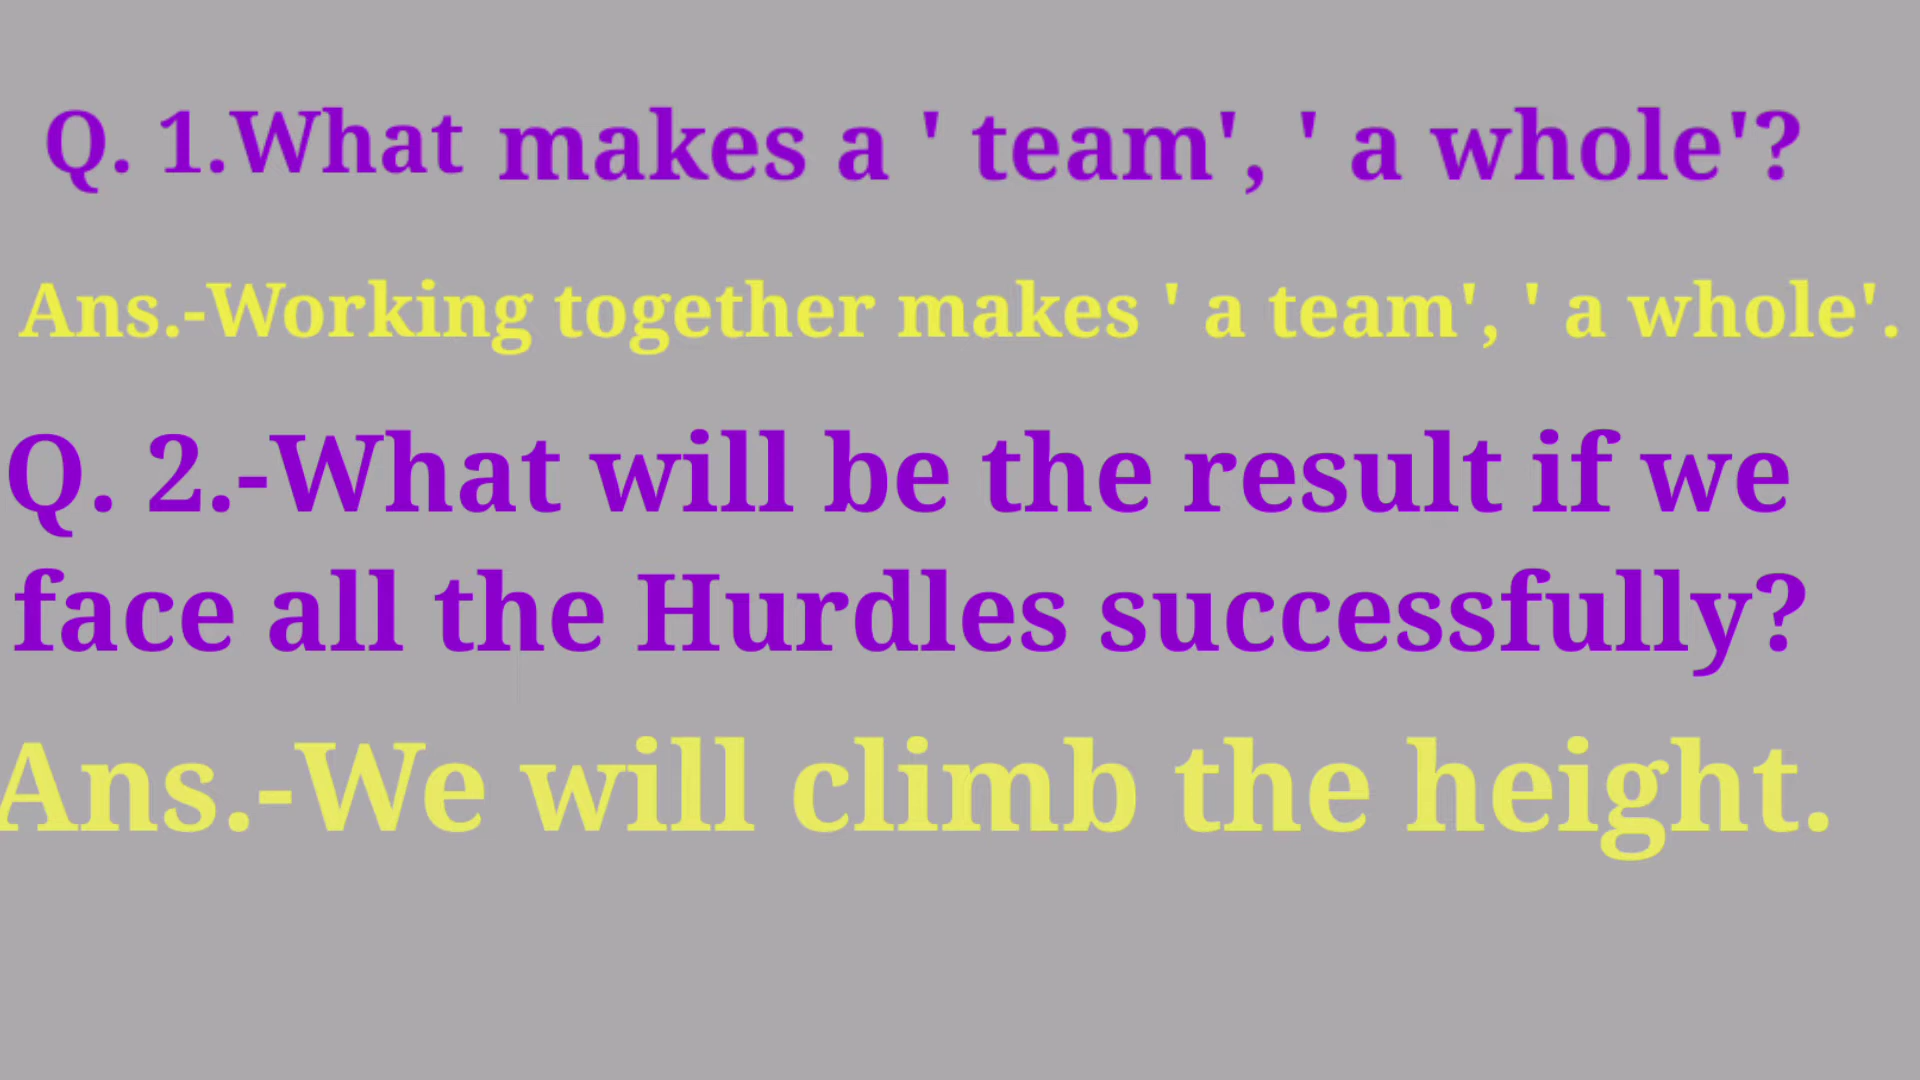 Q. 1.What makes a ' team', ' a whole'?
Ans.-Working together makes ' a team', ' a whole'.
Q. 2.-What will be the result if we
face all the Hurdles successfully?
Ans.-We will climb the height.